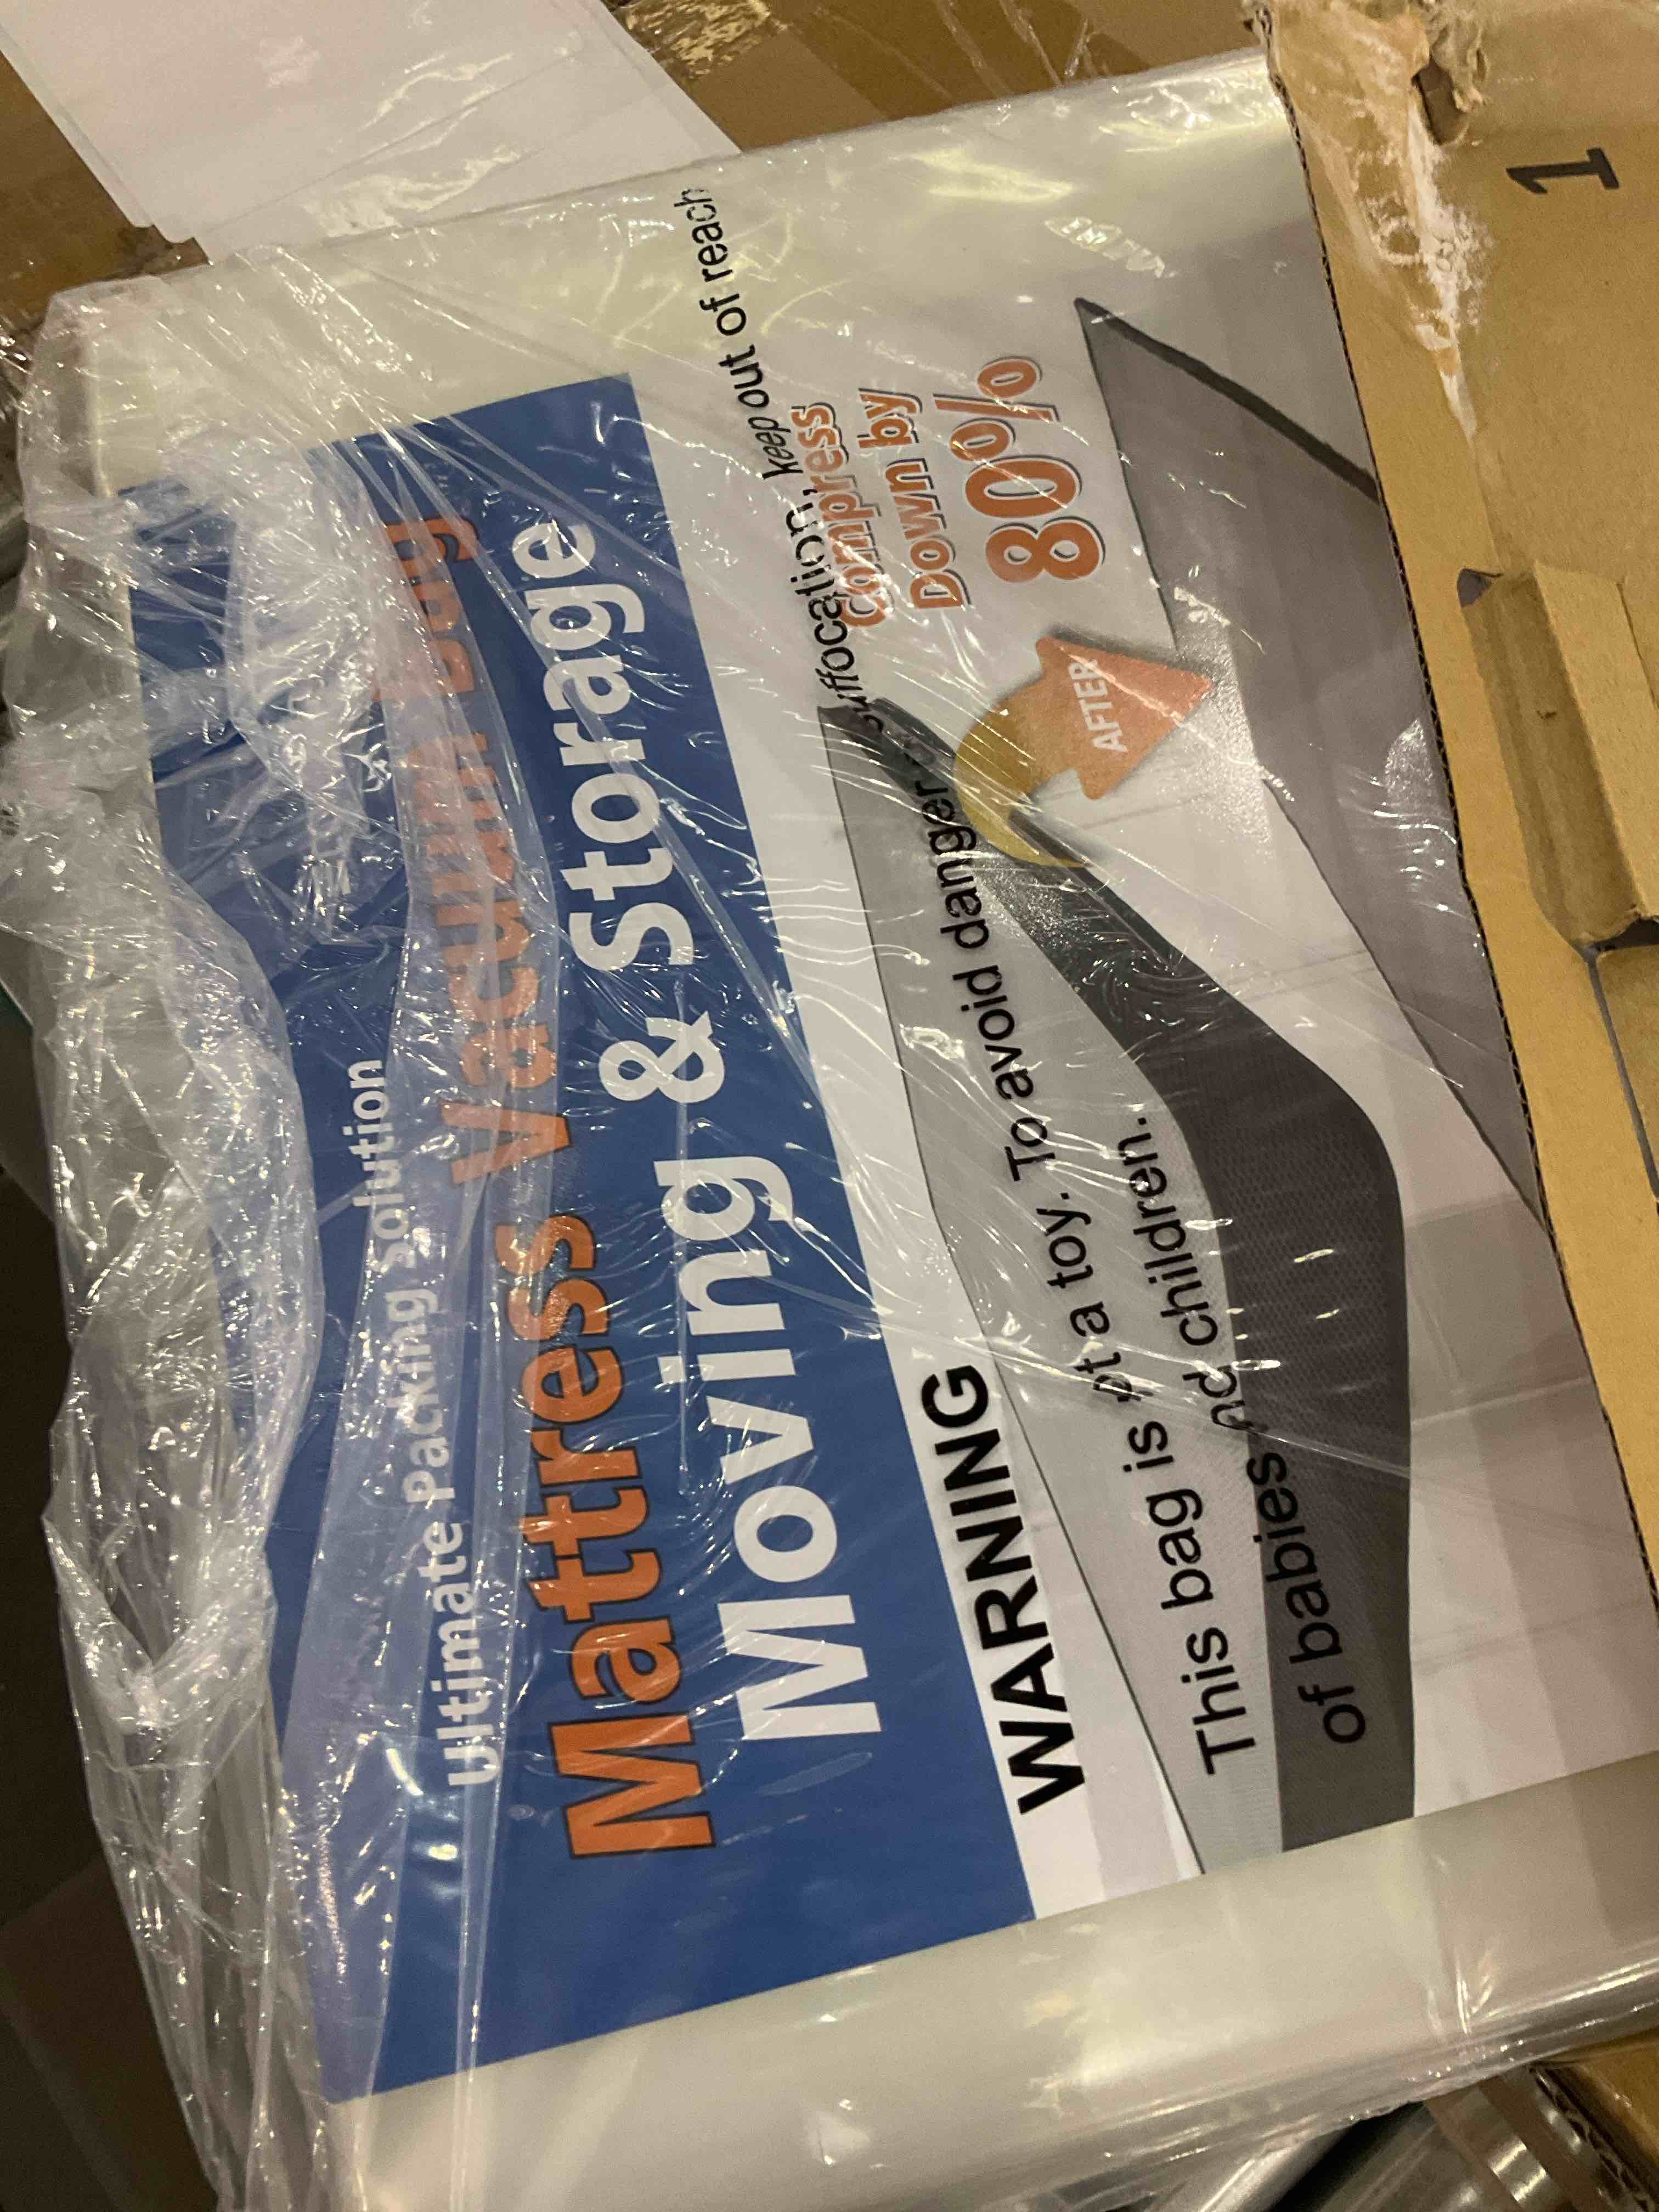 Ultimate Packing Solution
Mattress Vacuum Bag
Moving & Storage
WARNING
This bag is not a toy. To avoid danger of suffocation, keep out of reach
of babies and children.
Compress
Down by
80%
AFTER
1